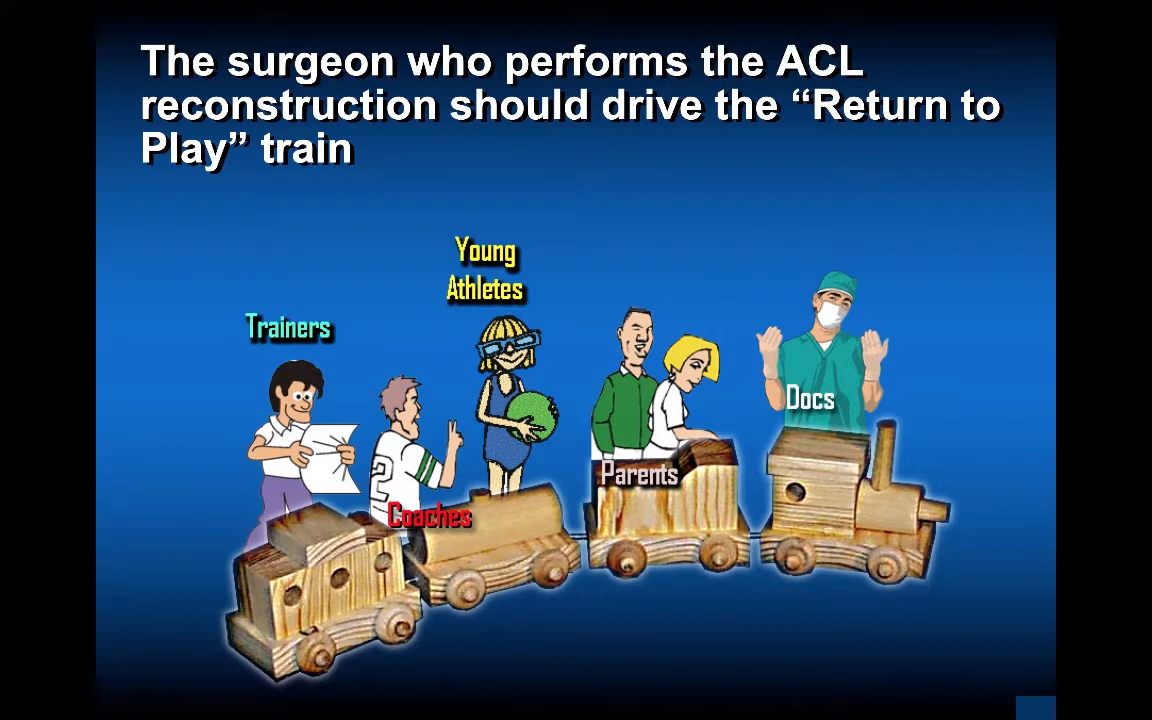 The surgeon who performs the ACL
reconstruction should drive the “Return to
Play” train
Young
Athletes
Trainers
Docs
Parents
Coaches